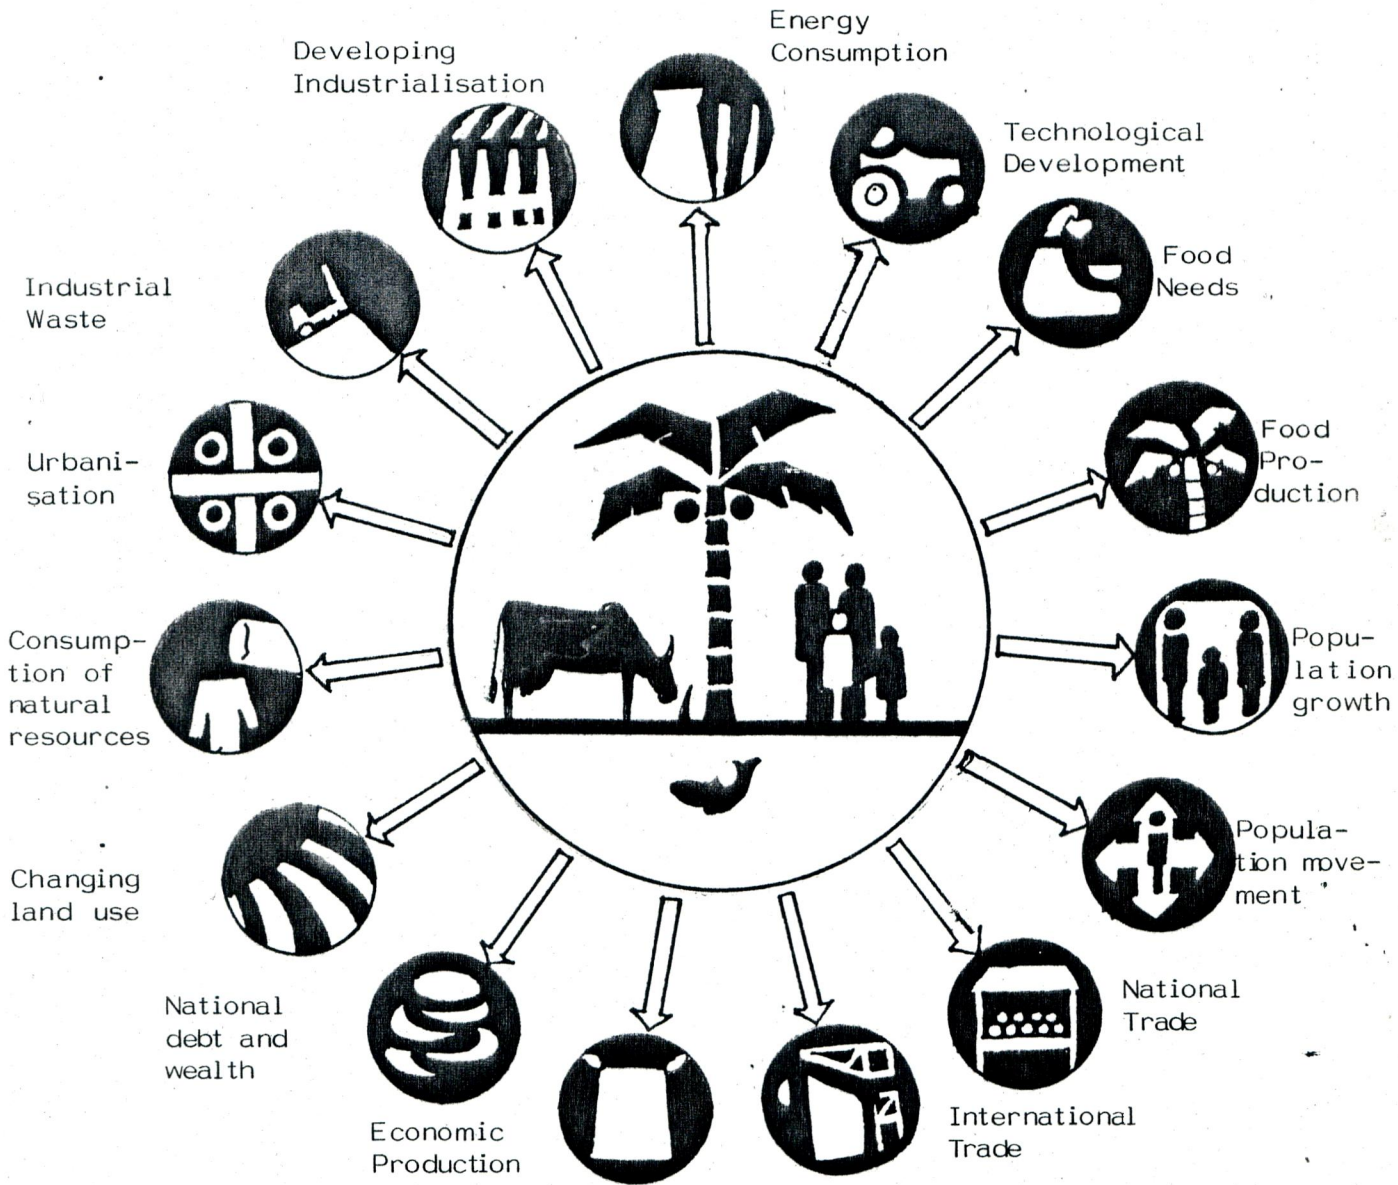 Energy
Consumption
Developing
Industrialisation
Technological
Development
Food
Needs
Industrial
Waste
Food
Pro-
duction
Urbani-
sation
Popu-
lation
growth
Consump-
tion of
natural
resources
Popula-
tion move-
ment
Changing
land use
National
Trade
National
debt and
wealth
International
Trade
Economic
Production